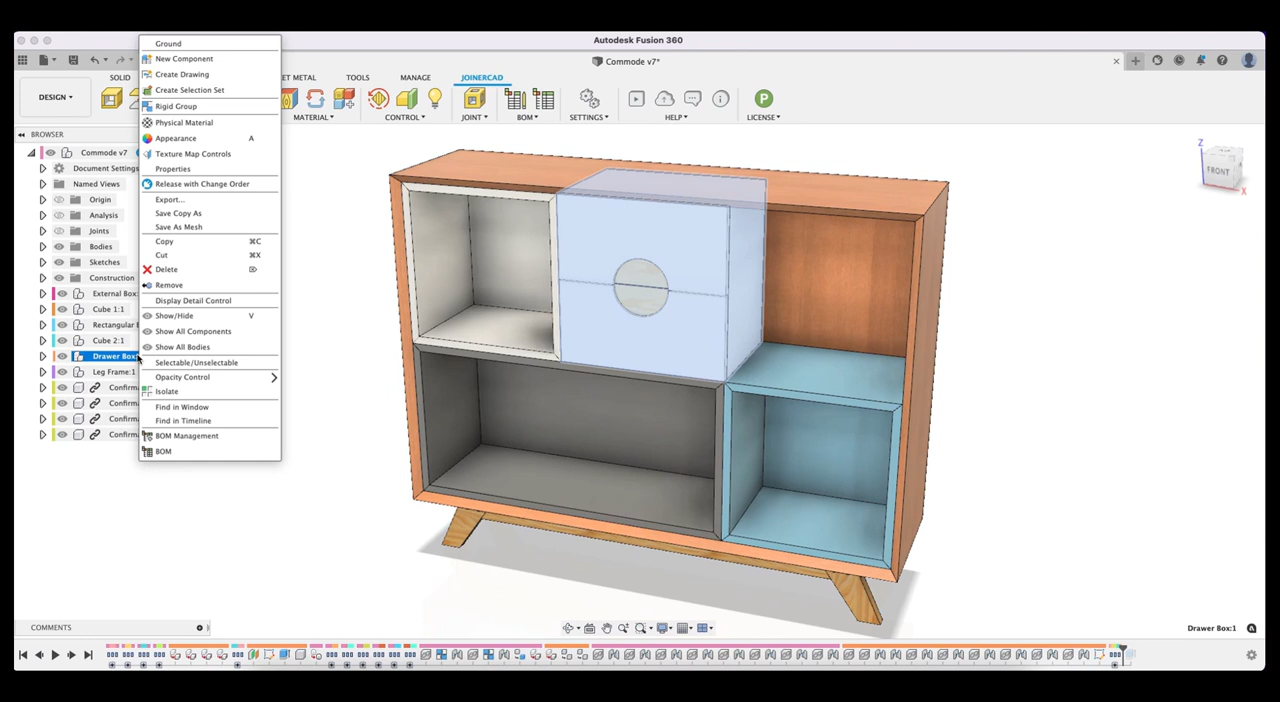 Autodesk Fusion 360
Commode v7*
SOLID
ET METAL
TOOLS
MANAGE
JOINERCAD
DESIGN
MATERIAL
CONTROL
JOINT
BOM
SETTINGS
HELP
LICENSE
BROWSER
Commode v7
Document Settings
Named Views
Origin
Analysis
Joints
Bodies
Sketches
Construction
External Box:
Cube 1:1
Rectangular
Cube 2:1
Drawer Box:
Leg Frame:1
Confirm
Confirm
Confirm
Confirm
Ground
New Component
Create Drawing
Create Selection Set
Rigid Group
Physical Material
Appearance A
Texture Map Controls
Properties
Release with Change Order
Export...
Save Copy As
Save As Mesh
Copy ⌘C
Cut ⌘X
Delete ⌦
Remove
Display Detail Control
Show/Hide V
Show All Components
Show All Bodies
Selectable/Unselectable
Opacity Control
Isolate
Find in Window
Find in Timeline
BOM Management
BOM
Z
FRONT
X
COMMENTS
Drawer Box:1